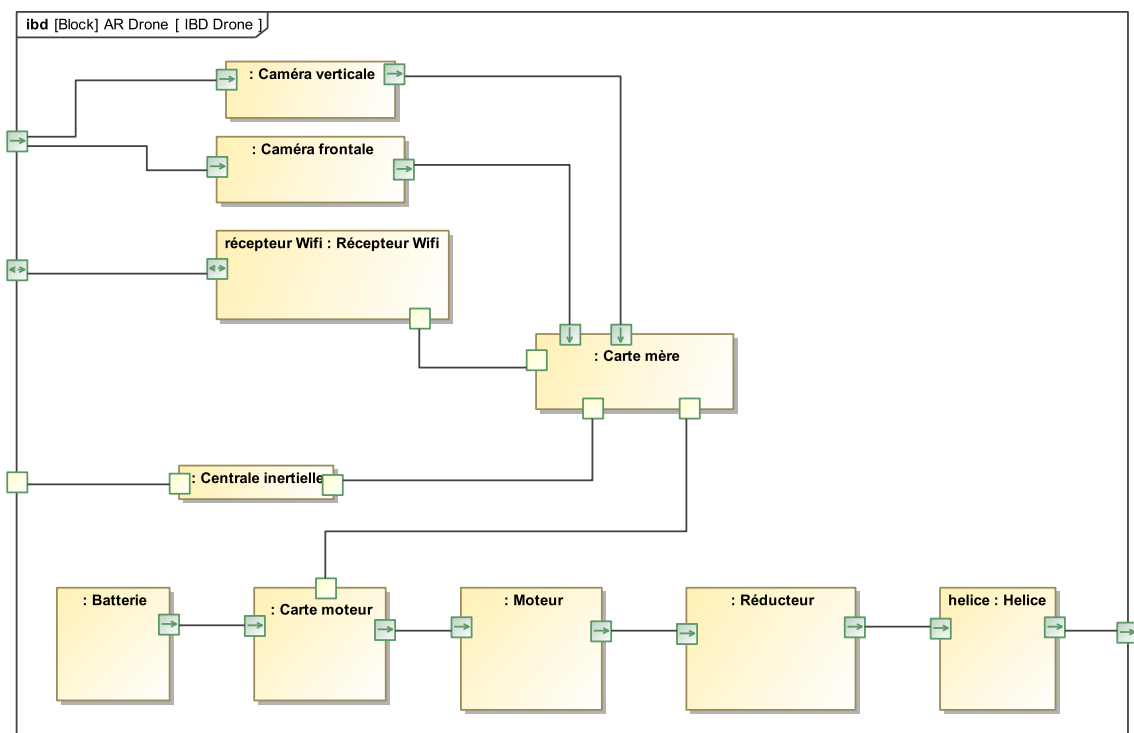 ibd [Block] AR Drone [ IBD Drone ]
: Caméra verticale
: Caméra frontale
récepteur Wifi : Récepteur Wifi
: Carte mère
: Centrale inertielle
: Batterie
: Carte moteur
: Moteur
: Réducteur
helice : Helice